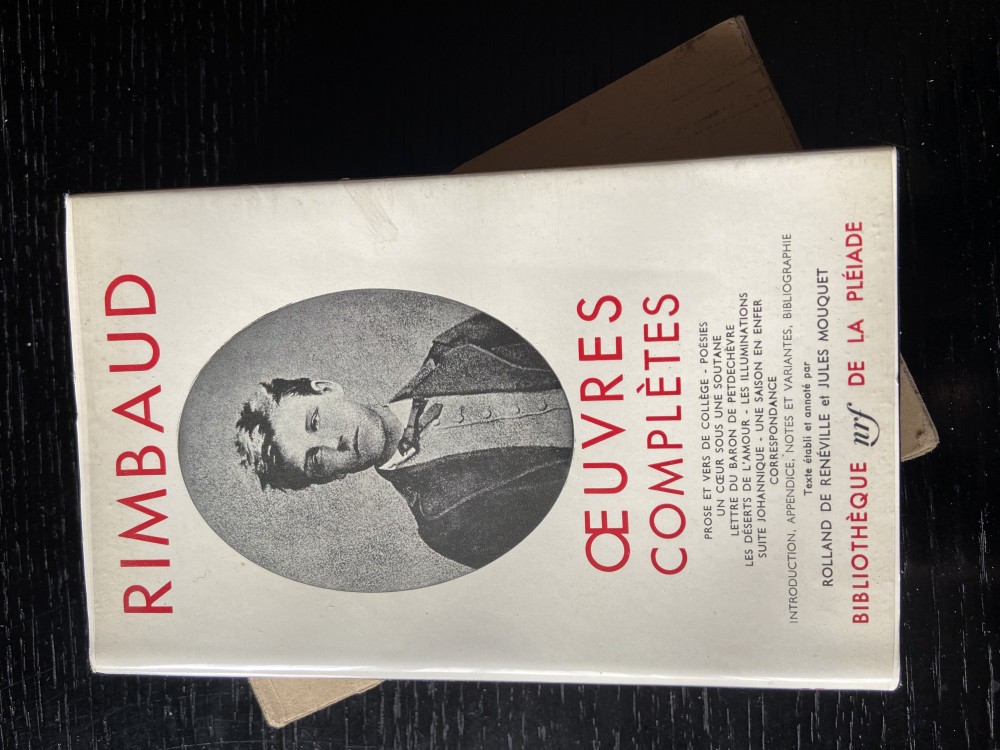 RIMBAUD
ŒUVRES
COMPLÈTES
PROSE ET VERS DE COLLÈGE - POÉSIES
UN CŒUR SOUS UNE SOUTANE
LETTRE DU BARON DE PETDECHÈVRE
LES DÉSERTS DE L'AMOUR - LES ILLUMINATIONS
SUITE JOHANNIQUE - UNE SAISON EN ENFER
CORRESPONDANCE
INTRODUCTION, APPENDICE, NOTES ET VARIANTES, BIBLIOGRAPHIE
Texte établi et annoté par
ROLLAND DE RENÉVILLE et JULES MOUQUET
BIBLIOTHÈQUE nrf DE LA PLÉIADE